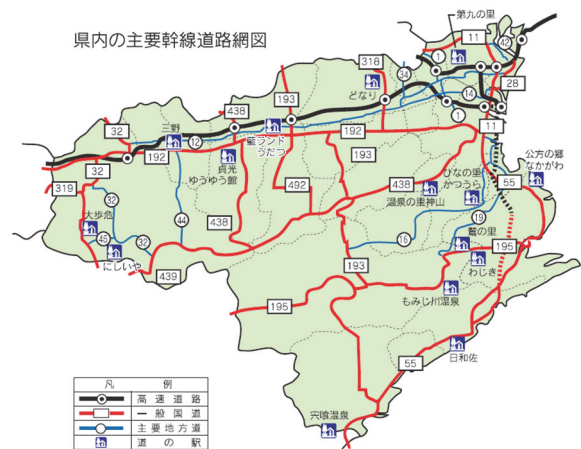 県内の主要幹線道路網図
第九の里
11
42
1
318
34
28
どなり
14
193
438
1
三野
32
12
藍ランド
うだつ
192
11
192
貞光
ゆうゆう館
193
公方の郷
なかがわ
32
ひなの里
かつうら
319
32
492
438
55
温泉の里神山
大歩危
438
44
19
鷲の里
45
32
16
195
にしいや
439
193
わじき
195
もみじ川温泉
日和佐
55
宍喰温泉
凡例
高速道路
一般国道
主要地方道
道の駅